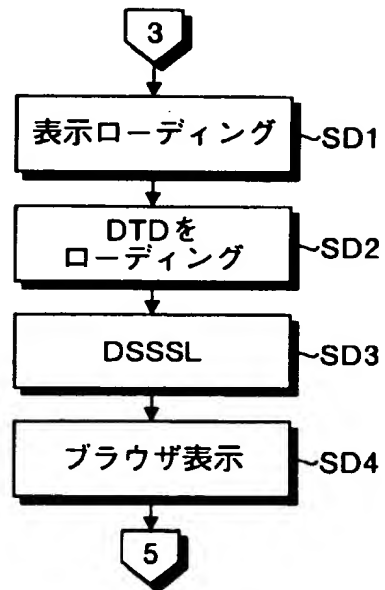 3
表示ローディング
SD1
DTDを
ローディング
SD2
DSSSL
SD3
ブラウザ表示
SD4
5